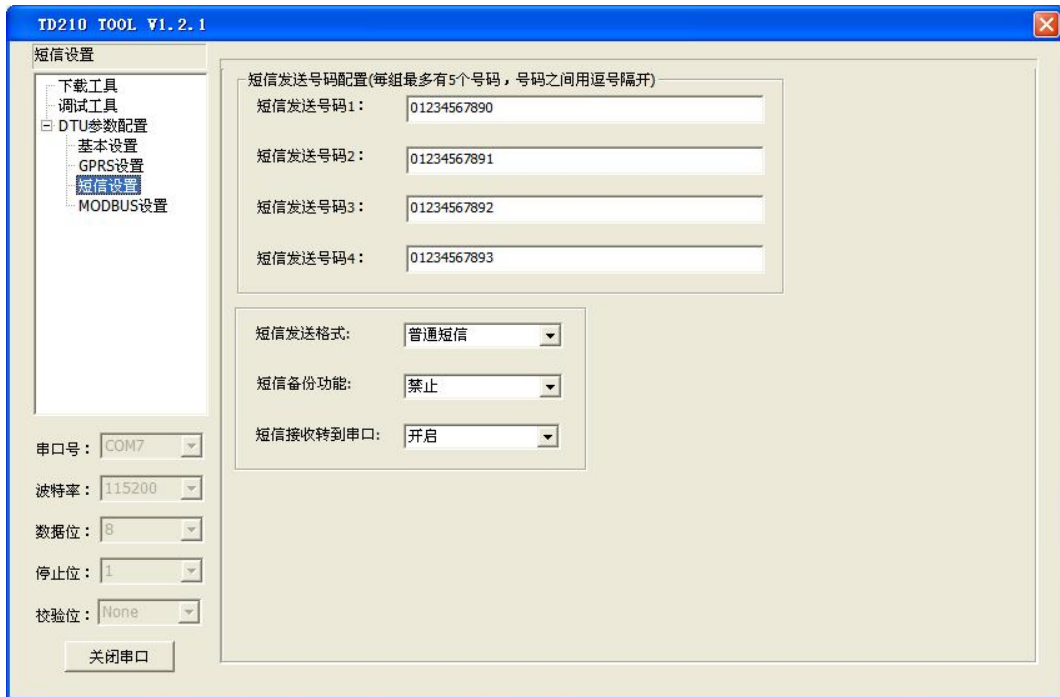 TD210 TOOL V1.2.1
短信设置
下载工具
调试工具
DTU参数配置
基本设置
GPRS设置
短信设置
MODBUS设置
串口号： COM7
波特率： 115200
数据位： 8
停止位： 1
校验位： None
关闭串口
短信发送号码配置(每组最多有5个号码，号码之间用逗号隔开)
短信发送号码1： 01234567890
短信发送号码2： 01234567891
短信发送号码3： 01234567892
短信发送号码4： 01234567893
短信发送格式: 普通短信
短信备份功能: 禁止
短信接收转到串口: 开启